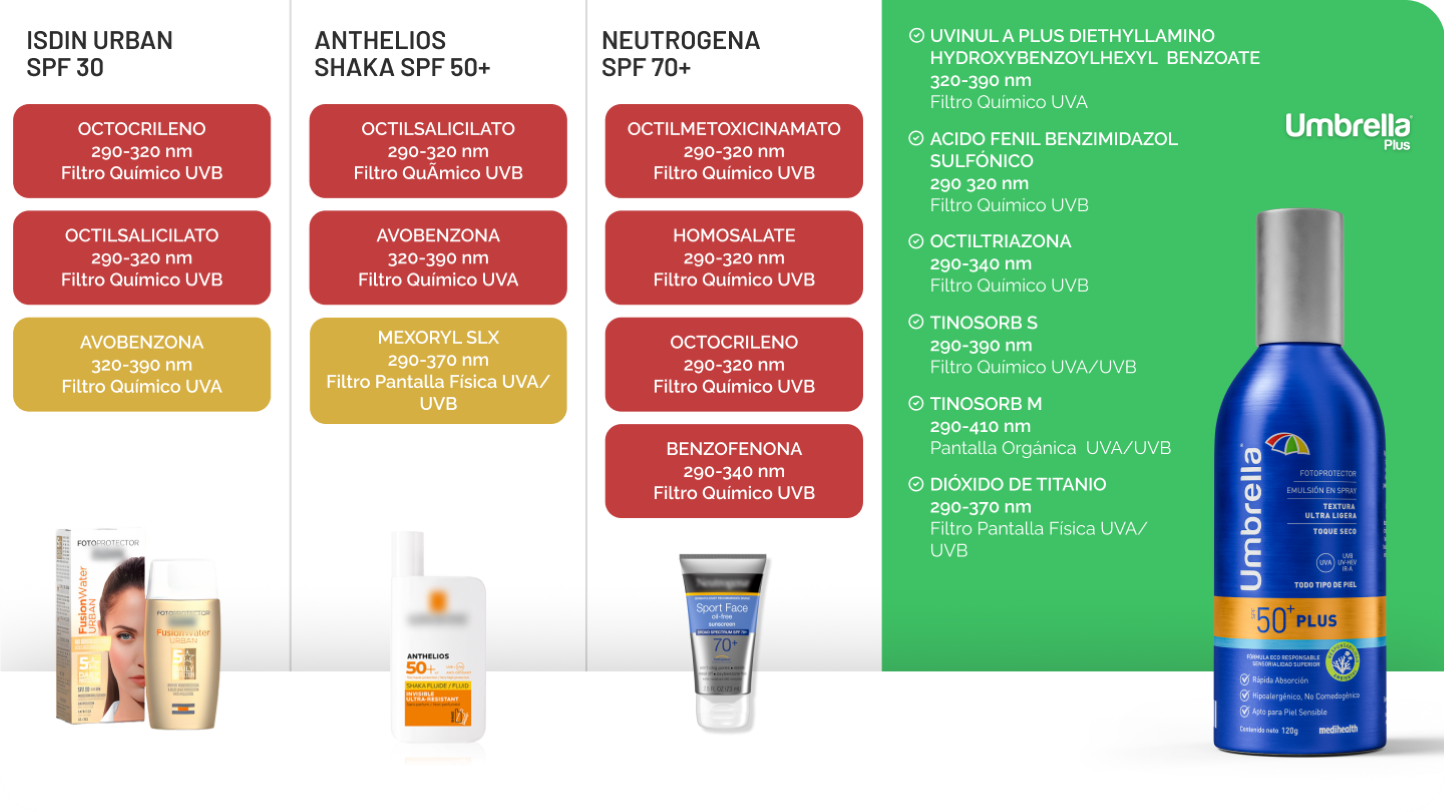 ISDIN URBAN
SPF 30
OCTOCRILENO
290-320 nm
Filtro Químico UVB
OCTILSALICILATO
290-320 nm
Filtro Químico UVB
AVOBENZONA
320-390 nm
Filtro Químico UVA
FOTOPROTECTOR
FusionWater
URBAN
FOTOPROTECTOR
FusionWater
URBAN
ANTHELIOS
SHAKA SPF 50+
OCTILSALICILATO
290-320 nm
Filtro QuÃmico UVB
AVOBENZONA
320-390 nm
Filtro Químico UVA
MEXORYL SLX
290-370 nm
Filtro Pantalla Física UVA/
UVB
ANTHELIOS
50+
SHAKA FLUIDE / FLUID
INVISIBLE
ULTRA-RESISTANT
NEUTROGENA
SPF 70+
OCTILMETOXICINAMATO
290-320 nm
Filtro Químico UVB
HOMOSALATE
290-320 nm
Filtro Químico UVB
OCTOCRILENO
290-320 nm
Filtro Químico UVB
BENZOFENONA
290-340 nm
Filtro Químico UVB
Sport Face
oil-free
sunscreen
BROAD SPECTRUM SPF 70+
70+
UVINUL A PLUS DIETHYLLAMINO
HYDROXYBENZOYLHEXYL BENZOATE
320-390 nm
Filtro Químico UVA
ACIDO FENIL BENZIMIDAZOL
SULFÓNICO
290 320 nm
Filtro Químico UVB
OCTILTRIAZONA
290-340 nm
Filtro Químico UVB
TINOSORB S
290-390 nm
Filtro Químico UVA/UVB
TINOSORB M
290-410 nm
Pantalla Orgánica UVA/UVB
DIÓXIDO DE TITANIO
290-370 nm
Filtro Pantalla Física UVA/
UVB
Umbrella
Plus
Umbrella
FOTOPROTECTOR
EMULSIÓN EN SPRAY
TEXTURA
ULTRA LIGERA
TOQUE SECO
UVA
UVB
UV-HEV
IR-A
TODO TIPO DE PIEL
50+ PLUS
FÓRMULA ECO RESPONSABLE
SENSORIALIDAD SUPERIOR
Rápida Absorción
Hipoalergénico, No Comedogénico
Apto para Piel Sensible
Contenido neto 120g
medihealth